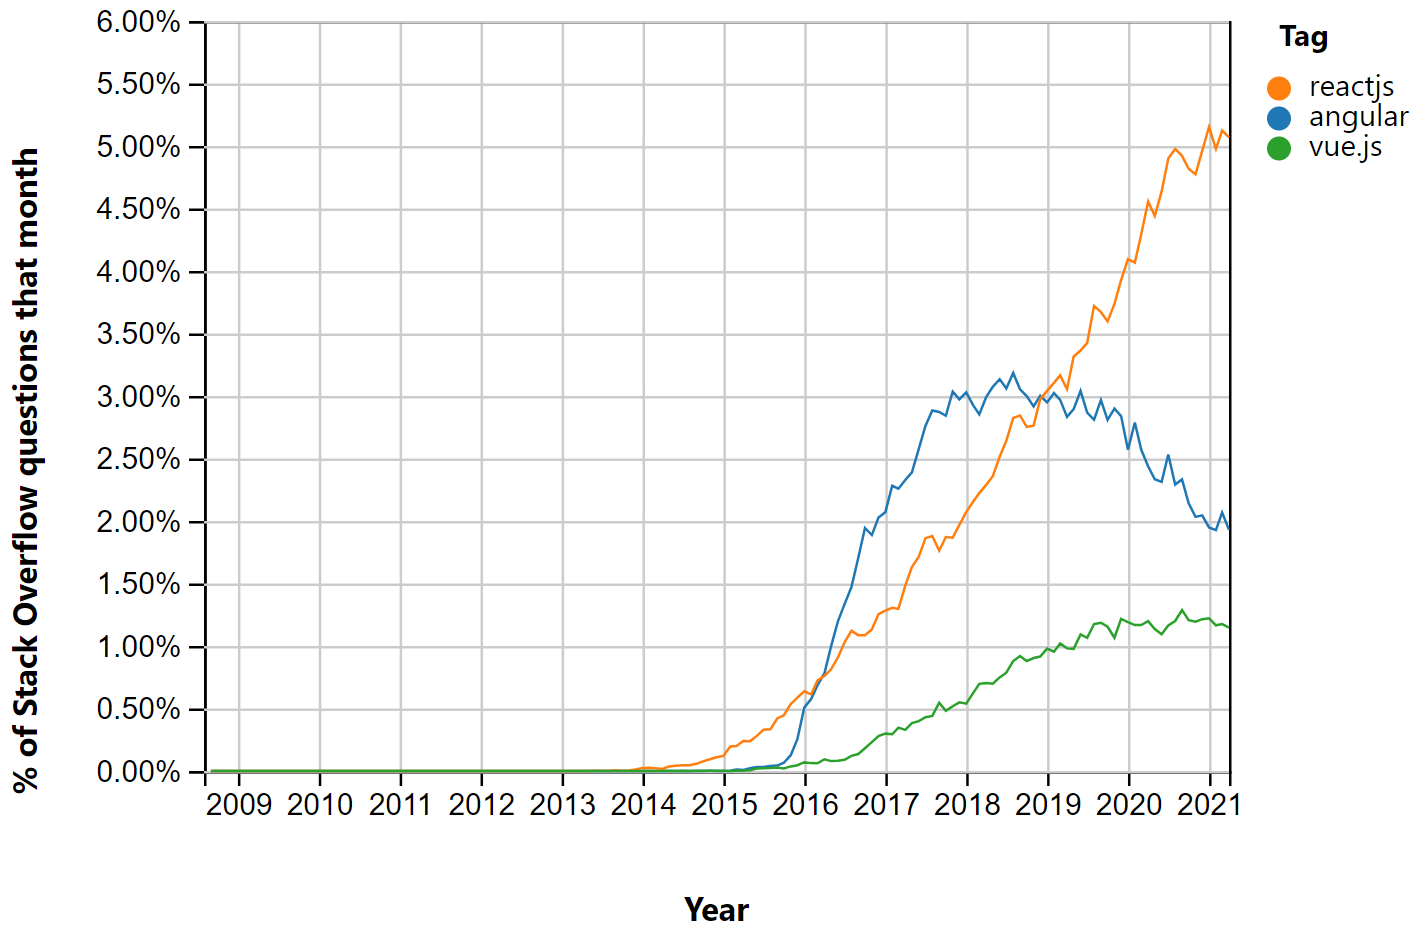 Tag
reactjs
angular
vue.js
% of Stack Overflow questions that month
6.00%
5.50%
5.00%
4.50%
4.00%
3.50%
3.00%
2.50%
2.00%
1.50%
1.00%
0.50%
0.00%
2009 2010 2011 2012 2013 2014 2015 2016 2017 2018 2019 2020 2021
Year